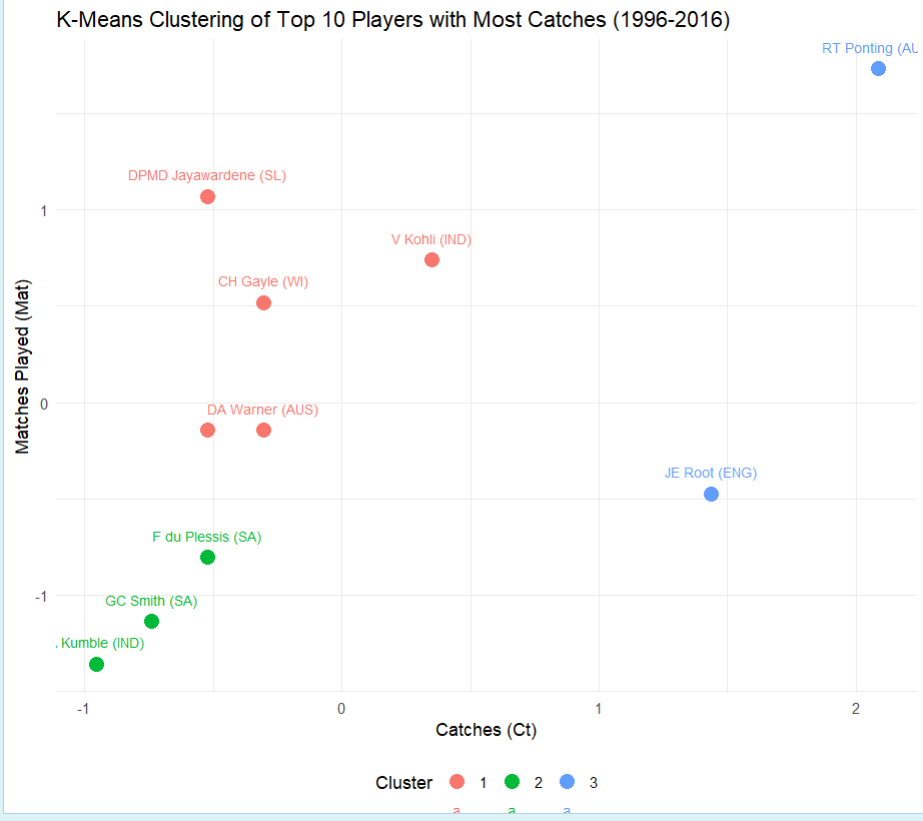 K-Means Clustering of Top 10 Players with Most Catches (1996-2016)
RT Ponting (AU
DPMD Jayawardene (SL)
1
V Kohli (IND)
CH Gayle (WI)
Matches Played (Mat)
0
DA Warner (AUS)
JE Root (ENG)
F du Plessis (SA)
-1
GC Smith (SA)
Kumble (IND)
-1 0 1 2
Catches (Ct)
Cluster 1 2 3
a a a